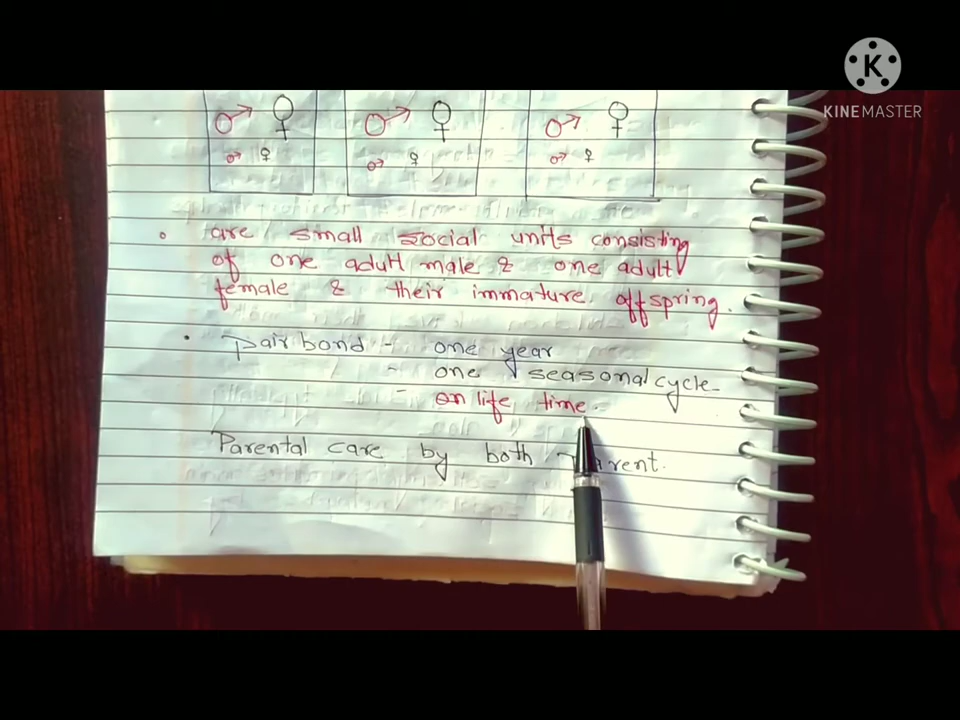 K
KINEMASTER
♂ ♀ ♂ ♀ ♂ ♀
♂ ♀ ♂ ♀ ♂ ♀
• are small social units consisting
of one adult male & one adult
female & their immature offspring.
• Pair bond - one year
- one seasonal cycle-
- on life time.
Parental care by both parent.